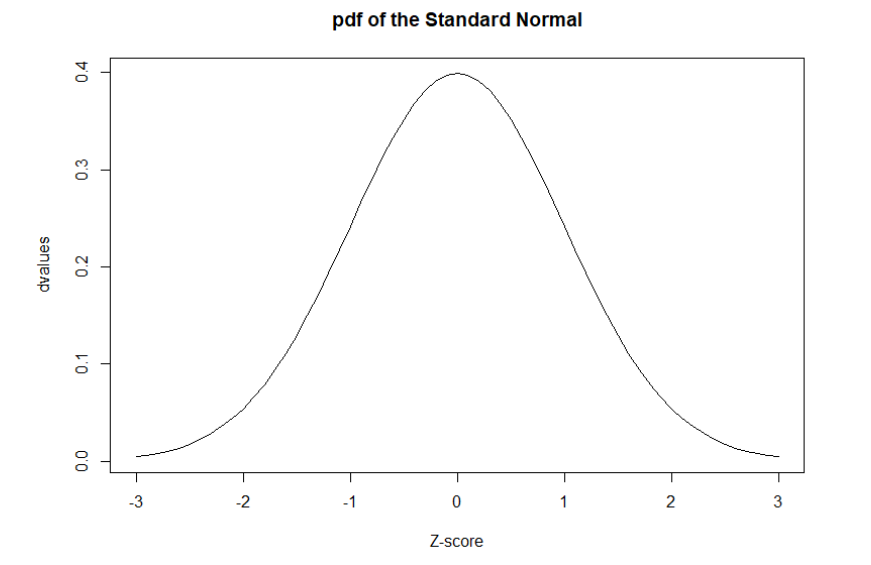 pdf of the Standard Normal
dvalues
0.4
0.3
0.2
0.1
0.0
-3 -2 -1 0 1 2 3
Z-score